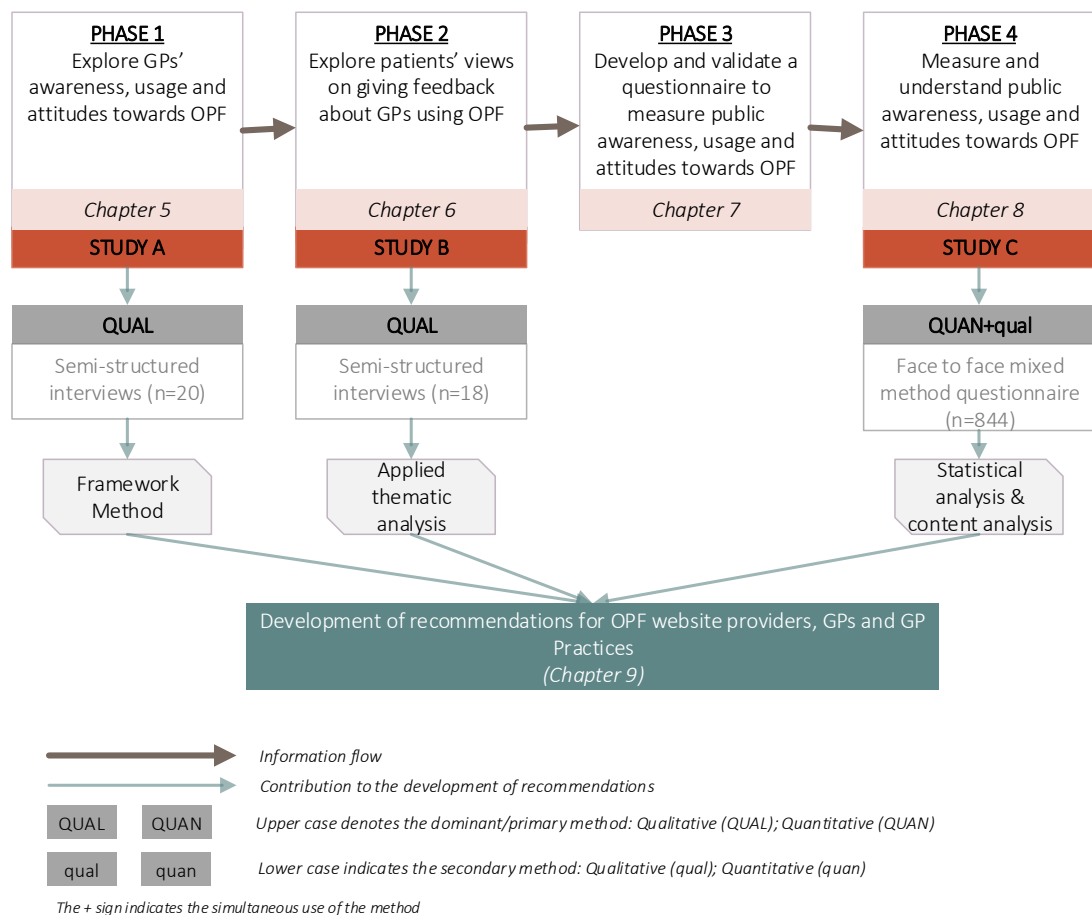 PHASE 1
Explore GPs’
awareness, usage and
attitudes towards OPF
Chapter 5
STUDY A
QUAL
Semi-structured
interviews (n=20)
Framework
Method
PHASE 2
Explore patients’ views
on giving feedback
about GPs using OPF
Chapter 6
STUDY B
QUAL
Semi-structured
interviews (n=18)
Applied
thematic
analysis
PHASE 3
Develop and validate a
questionnaire to
measure public
awareness, usage and
attitudes towards OPF
Chapter 7
PHASE 4
Measure and
understand public
awareness, usage and
attitudes towards OPF
Chapter 8
STUDY C
QUAN+qual
Face to face mixed
method questionnaire
(n=844)
Statistical
analysis &
content analysis
Development of recommendations for OPF website providers, GPs and GP
Practices
(Chapter 9)
Information flow
Contribution to the development of recommendations
QUAL QUAN Upper case denotes the dominant/primary method: Qualitative (QUAL); Quantitative (QUAN)
qual quan Lower case indicates the secondary method: Qualitative (qual); Quantitative (quan)
The + sign indicates the simultaneous use of the method